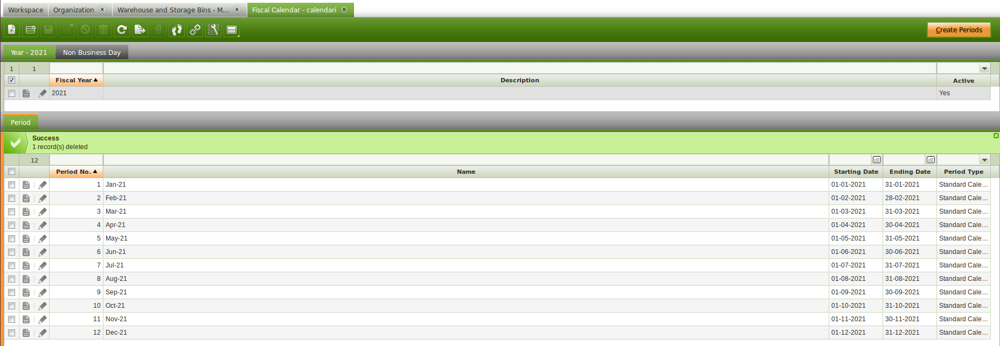 Workspace Organization Warehouse and Storage Bins - M... Fiscal Calendar - calendari
Create Periods
Year - 2021 Non Business Day
1 1
Fiscal Year Description Active
2021 Yes
Period
Success
1 record(s) deleted
12
Period No. Name Starting Date Ending Date Period Type
1 Jan-21 01-01-2021 31-01-2021 Standard Cale...
2 Feb-21 01-02-2021 28-02-2021 Standard Cale...
3 Mar-21 01-03-2021 31-03-2021 Standard Cale...
4 Apr-21 01-04-2021 30-04-2021 Standard Cale...
5 May-21 01-05-2021 31-05-2021 Standard Cale...
6 Jun-21 01-06-2021 30-06-2021 Standard Cale...
7 Jul-21 01-07-2021 31-07-2021 Standard Cale...
8 Aug-21 01-08-2021 31-08-2021 Standard Cale...
9 Sep-21 01-09-2021 30-09-2021 Standard Cale...
10 Oct-21 01-10-2021 31-10-2021 Standard Cale...
11 Nov-21 01-11-2021 30-11-2021 Standard Cale...
12 Dec-21 01-12-2021 31-12-2021 Standard Cale...